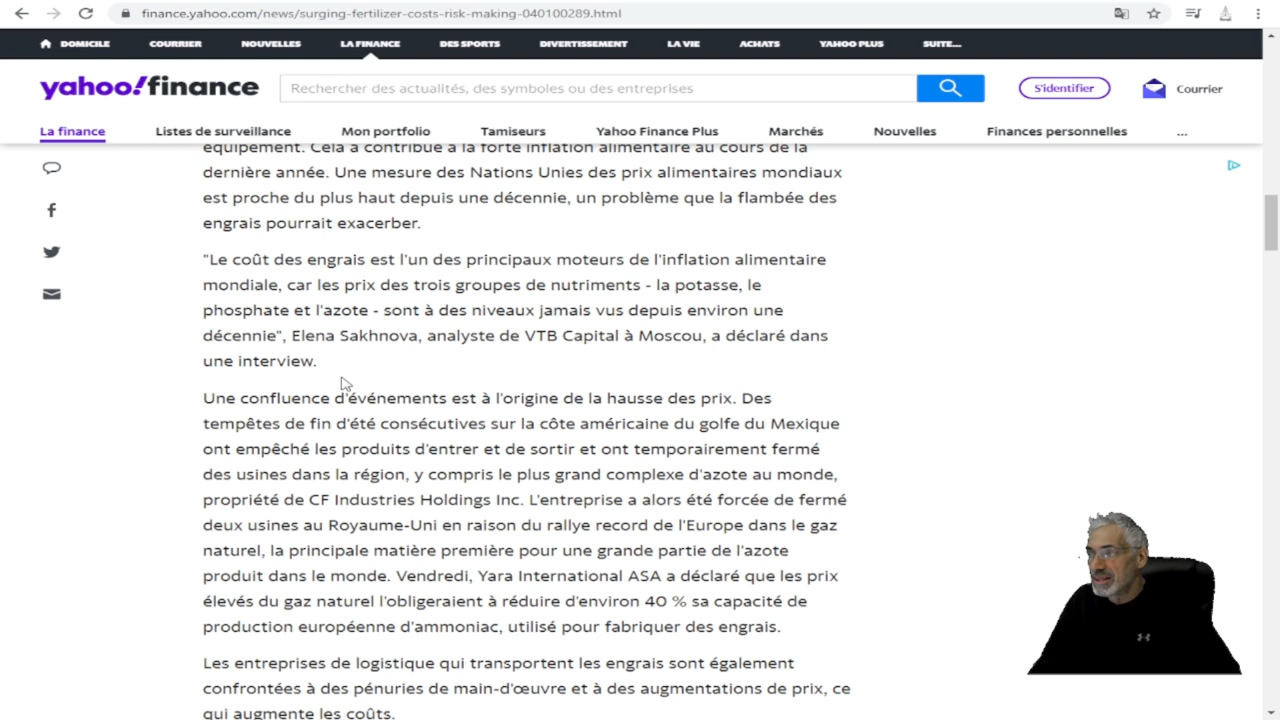 finance.yahoo.com/news/surging-fertilizer-costs-risk-making-040100289.html
DOMICILE COURRIER NOUVELLES LA FINANCE DES SPORTS DIVERTISSEMENT LA VIE ACHATS YAHOO PLUS SUITE...
yahoo!finance Rechercher des actualités, des symboles ou des entreprises S'identifier Courrier
La finance Listes de surveillance Mon portfolio Tamiseurs Yahoo Finance Plus Marchés Nouvelles Finances personnelles ...
équipement. Cela a contribué à la forte inflation alimentaire au cours de la
dernière année. Une mesure des Nations Unies des prix alimentaires mondiaux
est proche du plus haut depuis une décennie, un problème que la flambée des
engrais pourrait exacerber.
"Le coût des engrais est l'un des principaux moteurs de l'inflation alimentaire
mondiale, car les prix des trois groupes de nutriments - la potasse, le
phosphate et l'azote - sont à des niveaux jamais vus depuis environ une
décennie", Elena Sakhnova, analyste de VTB Capital à Moscou, a déclaré dans
une interview.
Une confluence d'événements est à l'origine de la hausse des prix. Des
tempêtes de fin d'été consécutives sur la côte américaine du golfe du Mexique
ont empêché les produits d'entrer et de sortir et ont temporairement fermé
des usines dans la région, y compris le plus grand complexe d'azote au monde,
propriété de CF Industries Holdings Inc. L'entreprise a alors été forcée de fermé
deux usines au Royaume-Uni en raison du rallye record de l'Europe dans le gaz
naturel, la principale matière première pour une grande partie de l'azote
produit dans le monde. Vendredi, Yara International ASA a déclaré que les prix
élevés du gaz naturel l'obligeraient à réduire d'environ 40 % sa capacité de
production européenne d'ammoniac, utilisé pour fabriquer des engrais.
Les entreprises de logistique qui transportent les engrais sont également
confrontées à des pénuries de main-d'œuvre et à des augmentations de prix, ce
qui augmente les coûts.